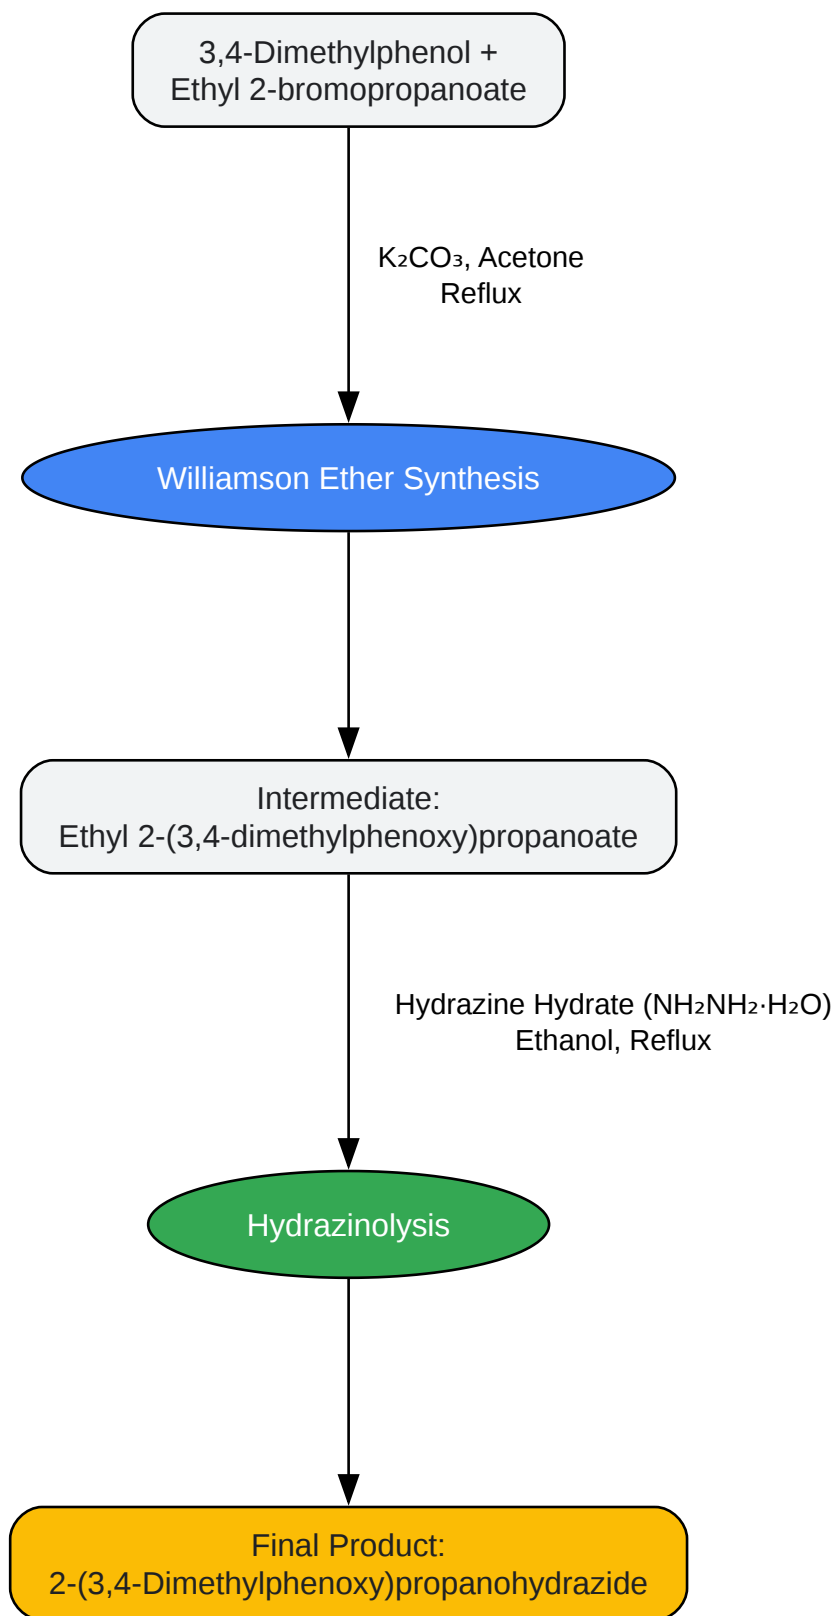 3,4-Dimethylphenol +
Ethyl 2-bromopropanoate
K₂CO₃, Acetone
Reflux
Williamson Ether Synthesis
Intermediate:
Ethyl 2-(3,4-dimethylphenoxy)propanoate
Hydrazine Hydrate (NH₂NH₂·H₂O)
Ethanol, Reflux
Hydrazinolysis
Final Product:
2-(3,4-Dimethylphenoxy)propanohydrazide